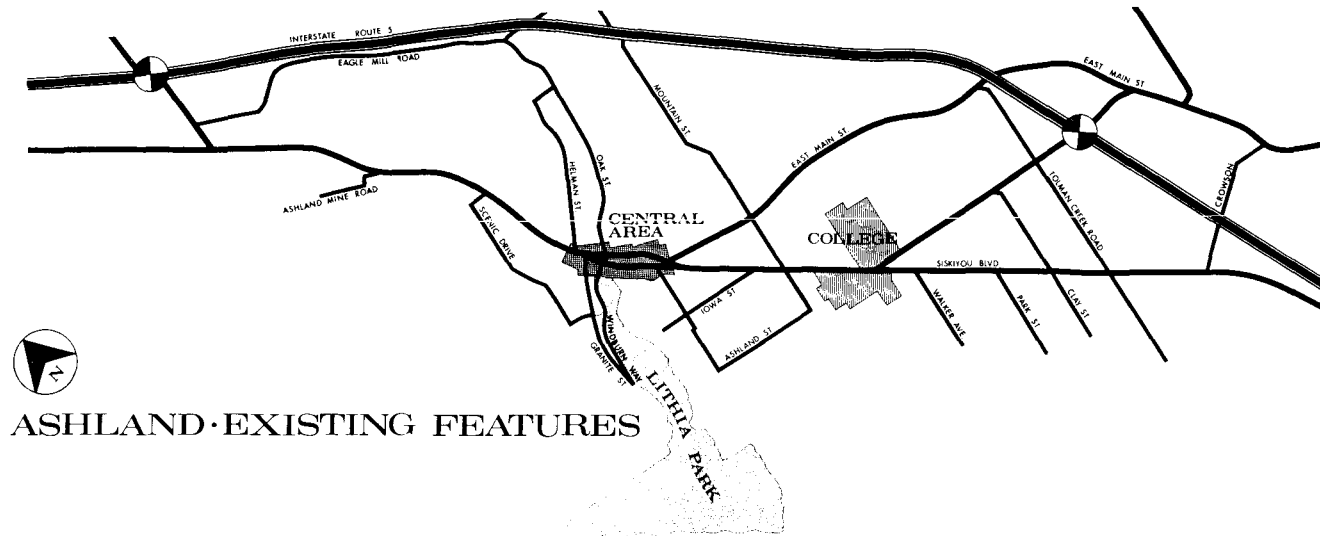 INTERSTATE ROUTE 5
EAGLE MILL ROAD
EAST MAIN ST
MOUNTAIN ST
EAST MAIN ST
OAK ST
HELMAN ST
TOLMAN CREEK ROAD
CROWSON
ASHLAND MINE ROAD
SCENIC DRIVE
CENTRAL
AREA
COLLEGE
SISKIYOU BLVD
IOWA ST
WALKER AVE
PARK ST
CLAY ST
ASHLAND ST
WINDBURN WAY
GRANITE ST
LITHIA PARK
N
ASHLAND·EXISTING FEATURES